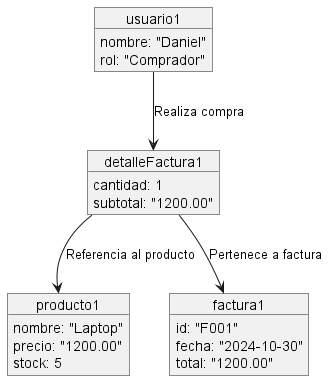 usuario1
nombre: "Daniel"
rol: "Comprador"
Realiza compra
detalleFactura1
cantidad: 1
subtotal: "1200.00"
Referencia al producto
Pertenece a factura
producto1
nombre: "Laptop"
precio: "1200.00"
stock: 5
factura1
id: "F001"
fecha: "2024-10-30"
total: "1200.00"